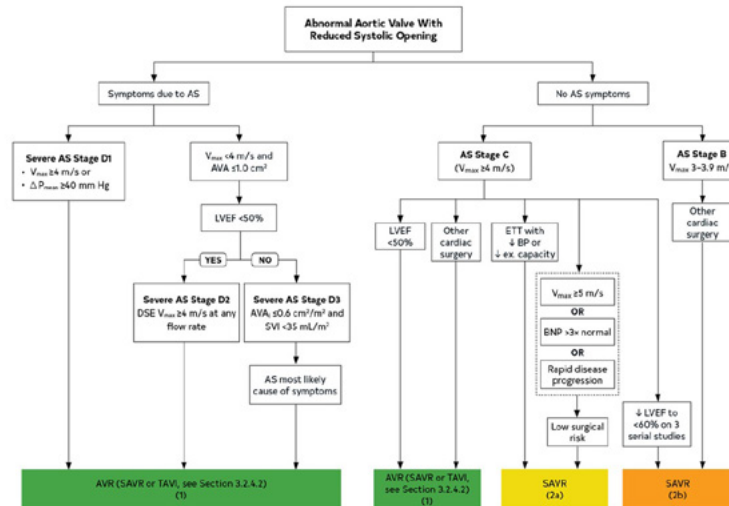 Abnormal Aortic Valve With
Reduced Systolic Opening
Symptoms due to AS
No AS symptoms
Severe AS Stage D1
• Vmax ≥4 m/s or
• ΔPmean ≥40 mm Hg
Vmax <4 m/s and
AVA ≤1.0 cm²
AS Stage C
(Vmax ≥4 m/s)
AS Stage B
Vmax 3–3.9 m/
LVEF <50%
YES
NO
LVEF
<50%
Other
cardiac
surgery
ETT with
↓ BP or
↓ ex. capacity
Other
cardiac
surgery
Severe AS Stage D2
DSE Vmax ≥4 m/s at any
flow rate
Severe AS Stage D3
AVAi ≤0.6 cm²/m² and
SVI <35 mL/m²
Vmax ≥5 m/s
OR
BNP >3× normal
OR
Rapid disease
progression
AS most likely
cause of symptoms
Low surgical
risk
↓ LVEF to
<60% on 3
serial studies
AVR (SAVR or TAVI, see Section 3.2.4.2)
(1)
AVR (SAVR or TAVI,
see Section 3.2.4.2)
(1)
SAVR
(2a)
SAVR
(2b)